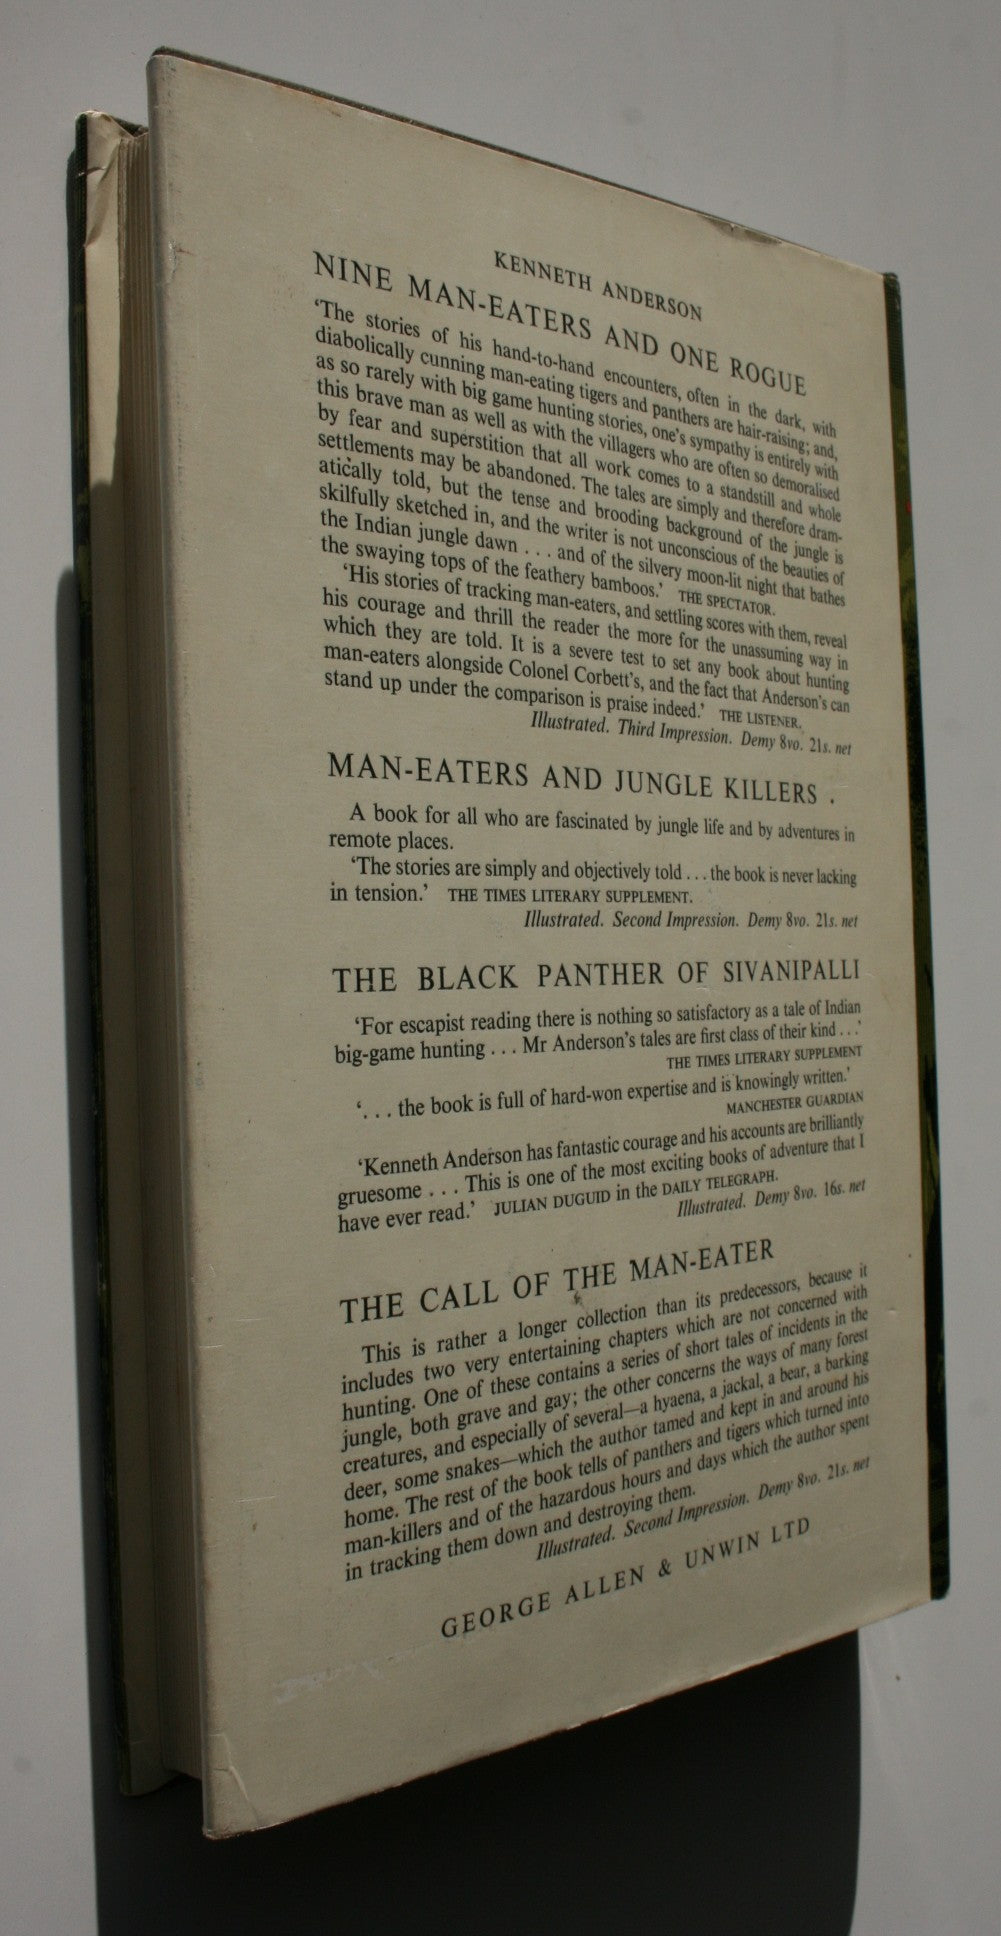 KENNETH ANDERSON
NINE MAN-EATERS AND ONE ROGUE
‘The stories of his hand-to-hand encounters, often in the dark, with
diabolically cunning man-eating tigers and panthers are hair-raising; and,
as so rarely with big game hunting stories, one's sympathy is entirely with
this brave man as well as with the villagers who are often so demoralised
by fear and superstition that all work comes to a standstill and whole
settlements may be abandoned. The tales are simply and therefore dram-
atically told, but the tense and brooding background of the jungle is
skilfully sketched in, and the writer is not unconscious of the beauties of
the Indian jungle dawn . . . and of the silvery moon-lit night that bathes
the swaying tops of the feathery bamboos.’ THE SPECTATOR.
‘His stories of tracking man-eaters, and settling scores with them, reveal
his courage and thrill the reader the more for the unassuming way in
which they are told. It is a severe test to set any book about hunting
man-eaters alongside Colonel Corbett's, and the fact that Anderson's can
stand up under the comparison is praise indeed.’ THE LISTENER.
Illustrated. Third Impression. Demy 8vo. 21s. net
MAN-EATERS AND JUNGLE KILLERS .
A book for all who are fascinated by jungle life and by adventures in
remote places.
‘The stories are simply and objectively told . . . the book is never lacking
in tension.’ THE TIMES LITERARY SUPPLEMENT.
Illustrated. Second Impression. Demy 8vo. 21s. net
THE BLACK PANTHER OF SIVANIPALLI
‘For escapist reading there is nothing so satisfactory as a tale of Indian
big-game hunting . . . Mr Anderson's tales are first class of their kind . . .’
THE TIMES LITERARY SUPPLEMENT
‘. . . the book is full of hard-won expertise and is knowingly written.’
MANCHESTER GUARDIAN
‘Kenneth Anderson has fantastic courage and his accounts are brilliantly
gruesome . . . This is one of the most exciting books of adventure that I
have ever read.’ JULIAN DUGUID in the DAILY TELEGRAPH.
Illustrated. Demy 8vo. 16s. net
THE CALL OF THE MAN-EATER
This is rather a longer collection than its predecessors, because it
includes two very entertaining chapters which are not concerned with
hunting. One of these contains a series of short tales of incidents in the
jungle, both grave and gay; the other concerns the ways of many forest
creatures, and especially of several—a hyaena, a jackal, a bear, a barking
deer, some snakes—which the author tamed and kept in and around his
home. The rest of the book tells of panthers and tigers which turned into
man-killers and of the hazardous hours and days which the author spent
in tracking them down and destroying them.
Illustrated. Second Impression. Demy 8vo. 21s. net
GEORGE ALLEN & UNWIN LTD